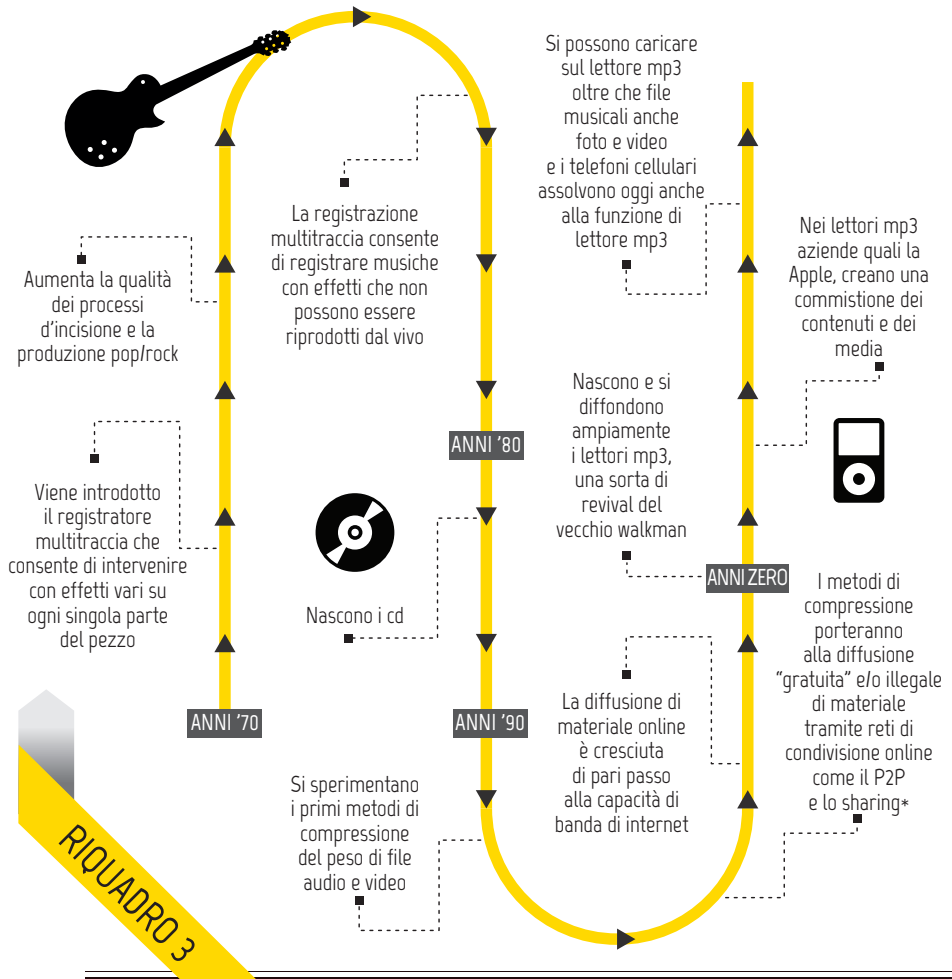 ANNI '70
Viene introdotto
il registratore
multitraccia che
consente di intervenire
con effetti vari su
ogni singola parte
del pezzo
Aumenta la qualità
dei processi
d'incisione e la
produzione pop/rock
La registrazione
multitraccia consente
di registrare musiche
con effetti che non
possono essere
riprodotti dal vivo
ANNI '80
Nascono i cd
ANNI '90
Si sperimentano
i primi metodi di
compressione
del peso di file
audio e video
I metodi di
compressione
porteranno
alla diffusione
"gratuita" e/o illegale
di materiale
tramite reti di
condivisione online
come il P2P
e lo sharing*
La diffusione di
materiale online
è cresciuta
di pari passo
alla capacità di
banda di internet
ANNI ZERO
Nascono e si
diffondono
ampiamente
i lettori mp3,
una sorta di
revival del
vecchio walkman
Nei lettori mp3
aziende quali la
Apple, creano una
commistione dei
contenuti e dei
media
Si possono caricare
sul lettore mp3
oltre che file
musicali anche
foto e video
e i telefoni cellulari
assolvono oggi anche
alla funzione di
lettore mp3
RIQUADRO 3